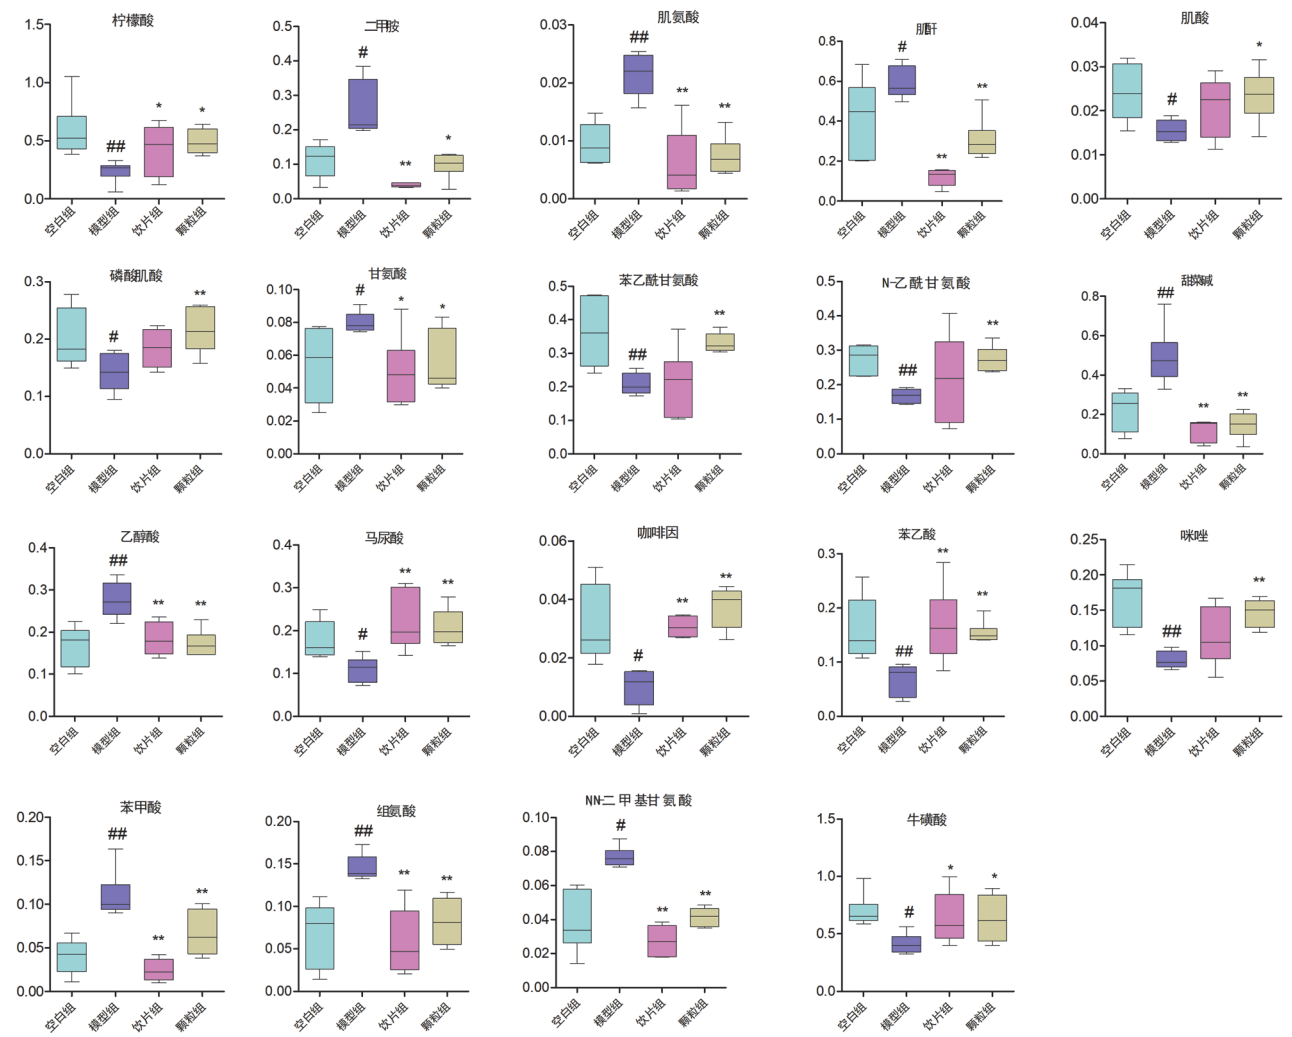 柠檬酸
1.5
1.0
0.5
0.0
##
*
*
空白组
模型组
饮片组
颗粒组
二甲胺
0.5
0.4
0.3
0.2
0.1
0.0
#
**
*
空白组
模型组
饮片组
颗粒组
肌氨酸
0.03
0.02
0.01
0.00
##
**
**
空白组
模型组
饮片组
颗粒组
肌酐
0.8
0.6
0.4
0.2
0.0
#
**
**
空白组
模型组
饮片组
颗粒组
肌酸
0.04
0.03
0.02
0.01
0.00
#
*
空白组
模型组
饮片组
颗粒组
磷酸肌酸
0.3
0.2
0.1
0.0
#
**
空白组
模型组
饮片组
颗粒组
甘氨酸
0.10
0.08
0.06
0.04
0.02
0.00
#
*
*
空白组
模型组
饮片组
颗粒组
苯乙酰甘氨酸
0.5
0.4
0.3
0.2
0.1
0.0
##
**
空白组
模型组
饮片组
颗粒组
N-乙酰甘氨酸
0.5
0.4
0.3
0.2
0.1
0.0
##
**
空白组
模型组
饮片组
颗粒组
甜菜碱
0.8
0.6
0.4
0.2
0.0
##
**
**
空白组
模型组
饮片组
颗粒组
乙醇酸
0.4
0.3
0.2
0.1
0.0
##
**
**
空白组
模型组
饮片组
颗粒组
马尿酸
0.4
0.3
0.2
0.1
0.0
#
**
**
空白组
模型组
饮片组
颗粒组
咖啡因
0.06
0.04
0.02
0.00
#
**
**
空白组
模型组
饮片组
颗粒组
苯乙酸
0.3
0.2
0.1
0.0
##
**
**
空白组
模型组
饮片组
颗粒组
咪唑
0.25
0.20
0.15
0.10
0.05
0.00
##
**
空白组
模型组
饮片组
颗粒组
苯甲酸
0.20
0.15
0.10
0.05
0.00
##
**
**
空白组
模型组
饮片组
颗粒组
组氨酸
0.20
0.15
0.10
0.05
0.00
##
**
**
空白组
模型组
饮片组
颗粒组
NN-二甲基甘氨酸
0.10
0.08
0.06
0.04
0.02
0.00
#
**
**
空白组
模型组
饮片组
颗粒组
牛磺酸
1.5
1.0
0.5
0.0
#
*
*
空白组
模型组
饮片组
颗粒组